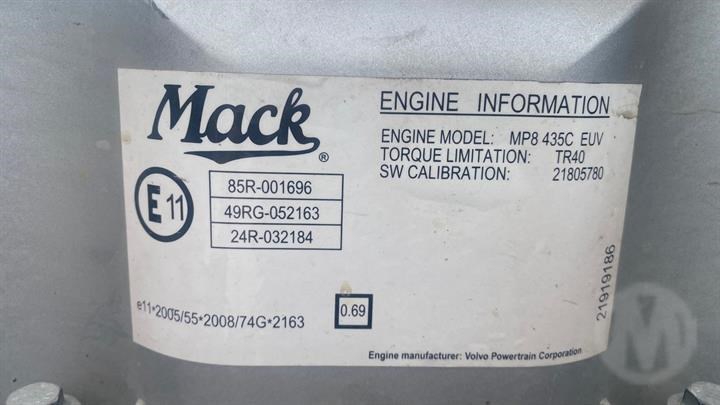 Mack®
E 11
85R-001696
49RG-052163
24R-032184
e11*2005/55*2008/74G*2163
0.69
ENGINE INFORMATION
ENGINE MODEL: MP8 435C EUV
TORQUE LIMITATION: TR40
SW CALIBRATION: 21805780
21919186
Engine manufacturer: Volvo Powertrain Corporation
M